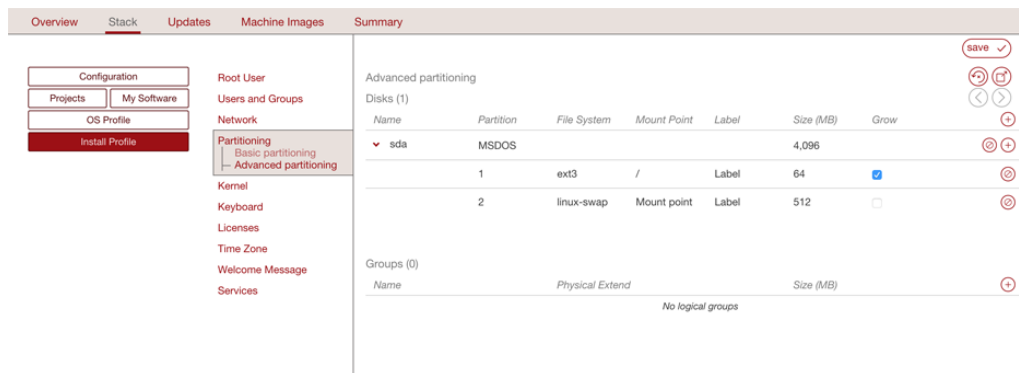 Overview Stack Updates Machine Images Summary
save
Configuration
Projects My Software
OS Profile
Install Profile
Root User
Users and Groups
Network
Partitioning
Basic partitioning
Advanced partitioning
Kernel
Keyboard
Licenses
Time Zone
Welcome Message
Services
Advanced partitioning
Disks (1)
Name Partition File System Mount Point Label Size (MB) Grow
sda MSDOS 4,096
1 ext3 / Label 64
2 linux-swap Mount point Label 512
Groups (0)
Name Physical Extend Size (MB)
No logical groups